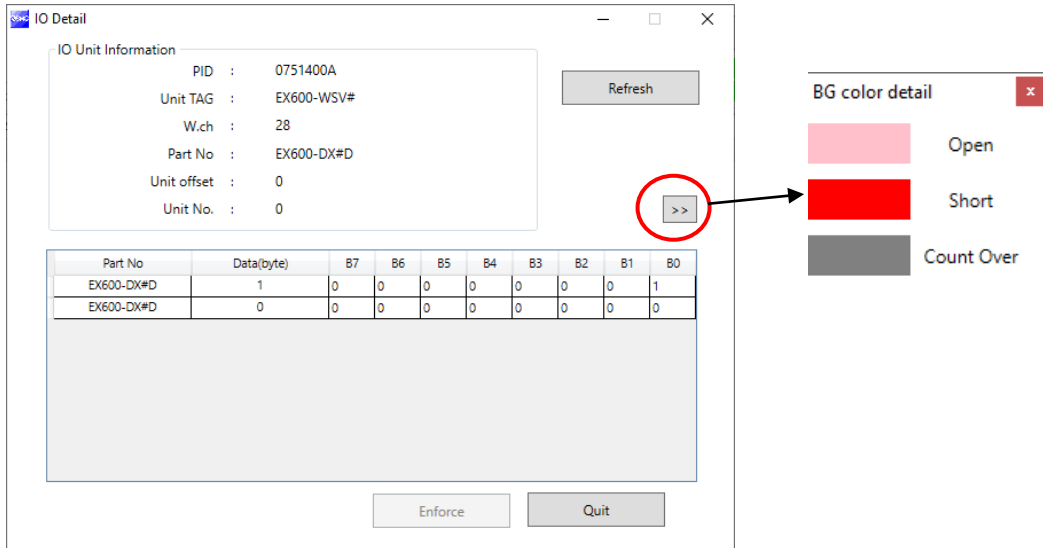 IO Detail
IO Unit Information
PID : 0751400A
Refresh
Unit TAG : EX600-WSV#
W.ch : 28
Part No : EX600-DX#D
Unit offset : 0
Unit No. : 0
>>
BG color detail x
Open
Short
Count Over
Part No Data(byte) B7 B6 B5 B4 B3 B2 B1 B0
EX600-DX#D 1 0 0 0 0 0 0 0 1
EX600-DX#D 0 0 0 0 0 0 0 0 0
Enforce Quit